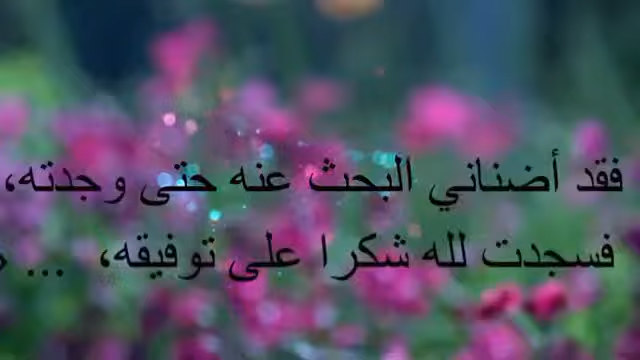 فقد أضناني البحث عنه حتى وجدته،
فسجدت لله شكرا على توفيقه، ...